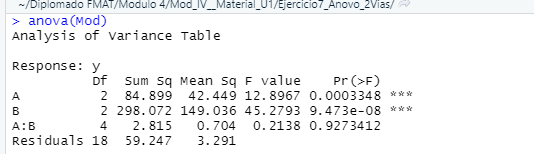 ~/Diplomado FMAT/Modulo 4/Mod_IV__Material_U1/Ejercicio7_Anovo_2Vias/
> anova(Mod)
Analysis of Variance Table
Response: y
Df Sum Sq Mean Sq F value Pr(>F)
A 2 84.899 42.449 12.8967 0.0003348 ***
B 2 298.072 149.036 45.2793 9.473e-08 ***
A:B 4 2.815 0.704 0.2138 0.9273412
Residuals 18 59.247 3.291